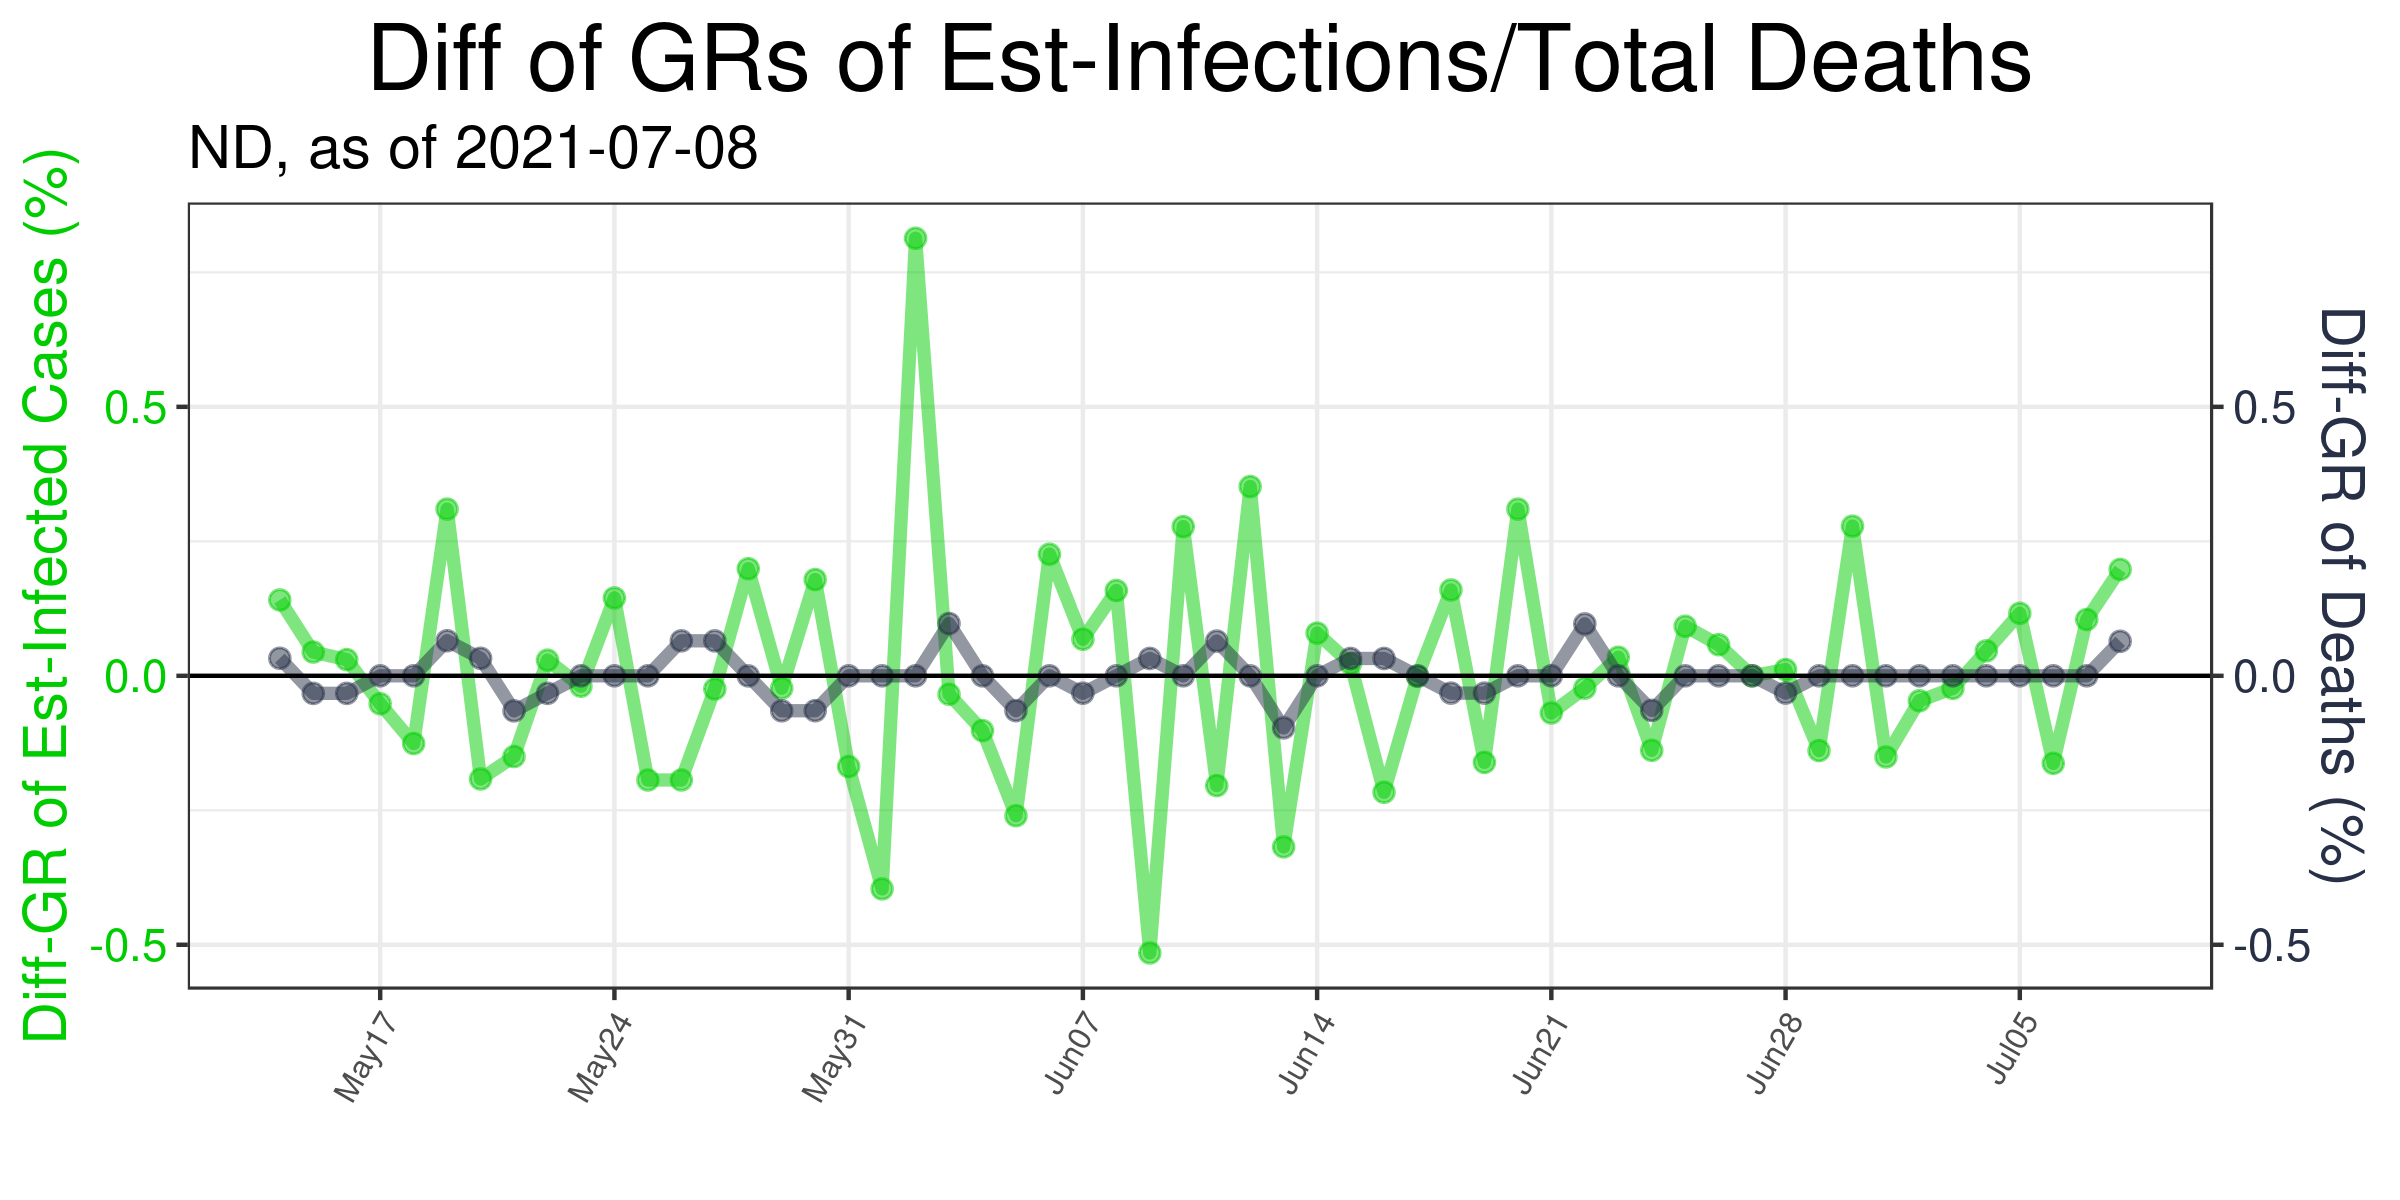 Diff of GRs of Est-Infections/Total Deaths
ND, as of 2021-07-08
Diff-GR of Est-Infected Cases (%)
0.5
0.0
-0.5
0.5
0.0
-0.5
Diff-GR of Deaths (%)
May17
May24
May31
Jun07
Jun14
Jun21
Jun28
Jul05